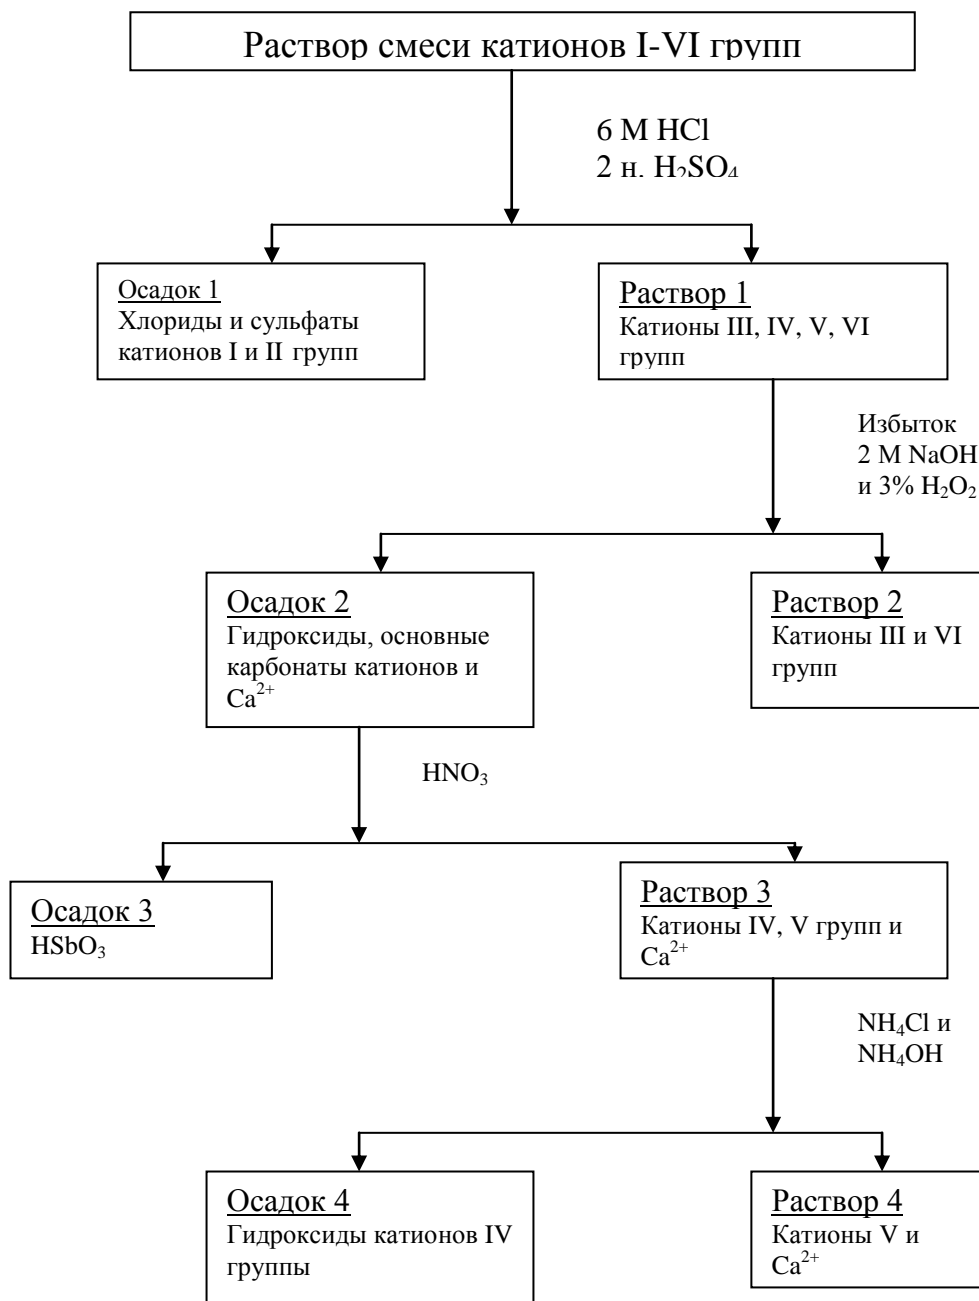 Раствор смеси катионов I-VI групп
6 М HCl
2 н. H₂SO₄
Осадок 1
Хлориды и сульфаты
катионов I и II групп
Раствор 1
Катионы III, IV, V, VI
групп
Избыток
2 М NaOH
и 3% H₂O₂
Осадок 2
Гидроксиды, основные
карбонаты катионов и
Ca²⁺
Раствор 2
Катионы III и VI
групп
HNO₃
Осадок 3
HSbO₃
Раствор 3
Катионы IV, V групп и
Ca²⁺
NH₄Cl и
NH₄OH
Осадок 4
Гидроксиды катионов IV
группы
Раствор 4
Катионы V и
Ca²⁺